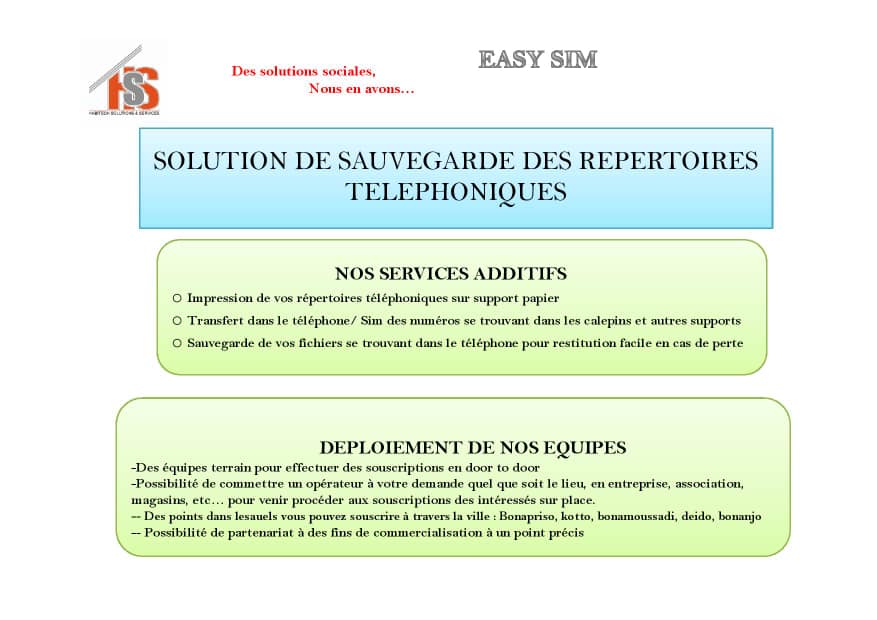 EASY SIM
Des solutions sociales,
Nous en avons…
HSS
HABITECH SOLUTIONS & SERVICES
SOLUTION DE SAUVEGARDE DES REPERTOIRES
TELEPHONIQUES
NOS SERVICES ADDITIFS
○ Impression de vos répertoires téléphoniques sur support papier
○ Transfert dans le téléphone/ Sim des numéros se trouvant dans les calepins et autres supports
○ Sauvegarde de vos fichiers se trouvant dans le téléphone pour restitution facile en cas de perte
DEPLOIEMENT DE NOS EQUIPES
-Des équipes terrain pour effectuer des souscriptions en door to door
-Possibilité de commettre un opérateur à votre demande quel que soit le lieu, en entreprise, association,
magasins, etc… pour venir procéder aux souscriptions des intéressés sur place.
-- Des points dans lesauels vous pouvez souscrire à travers la ville : Bonapriso, kotto, bonamoussadi, deido, bonanjo
-- Possibilité de partenariat à des fins de commercialisation à un point précis